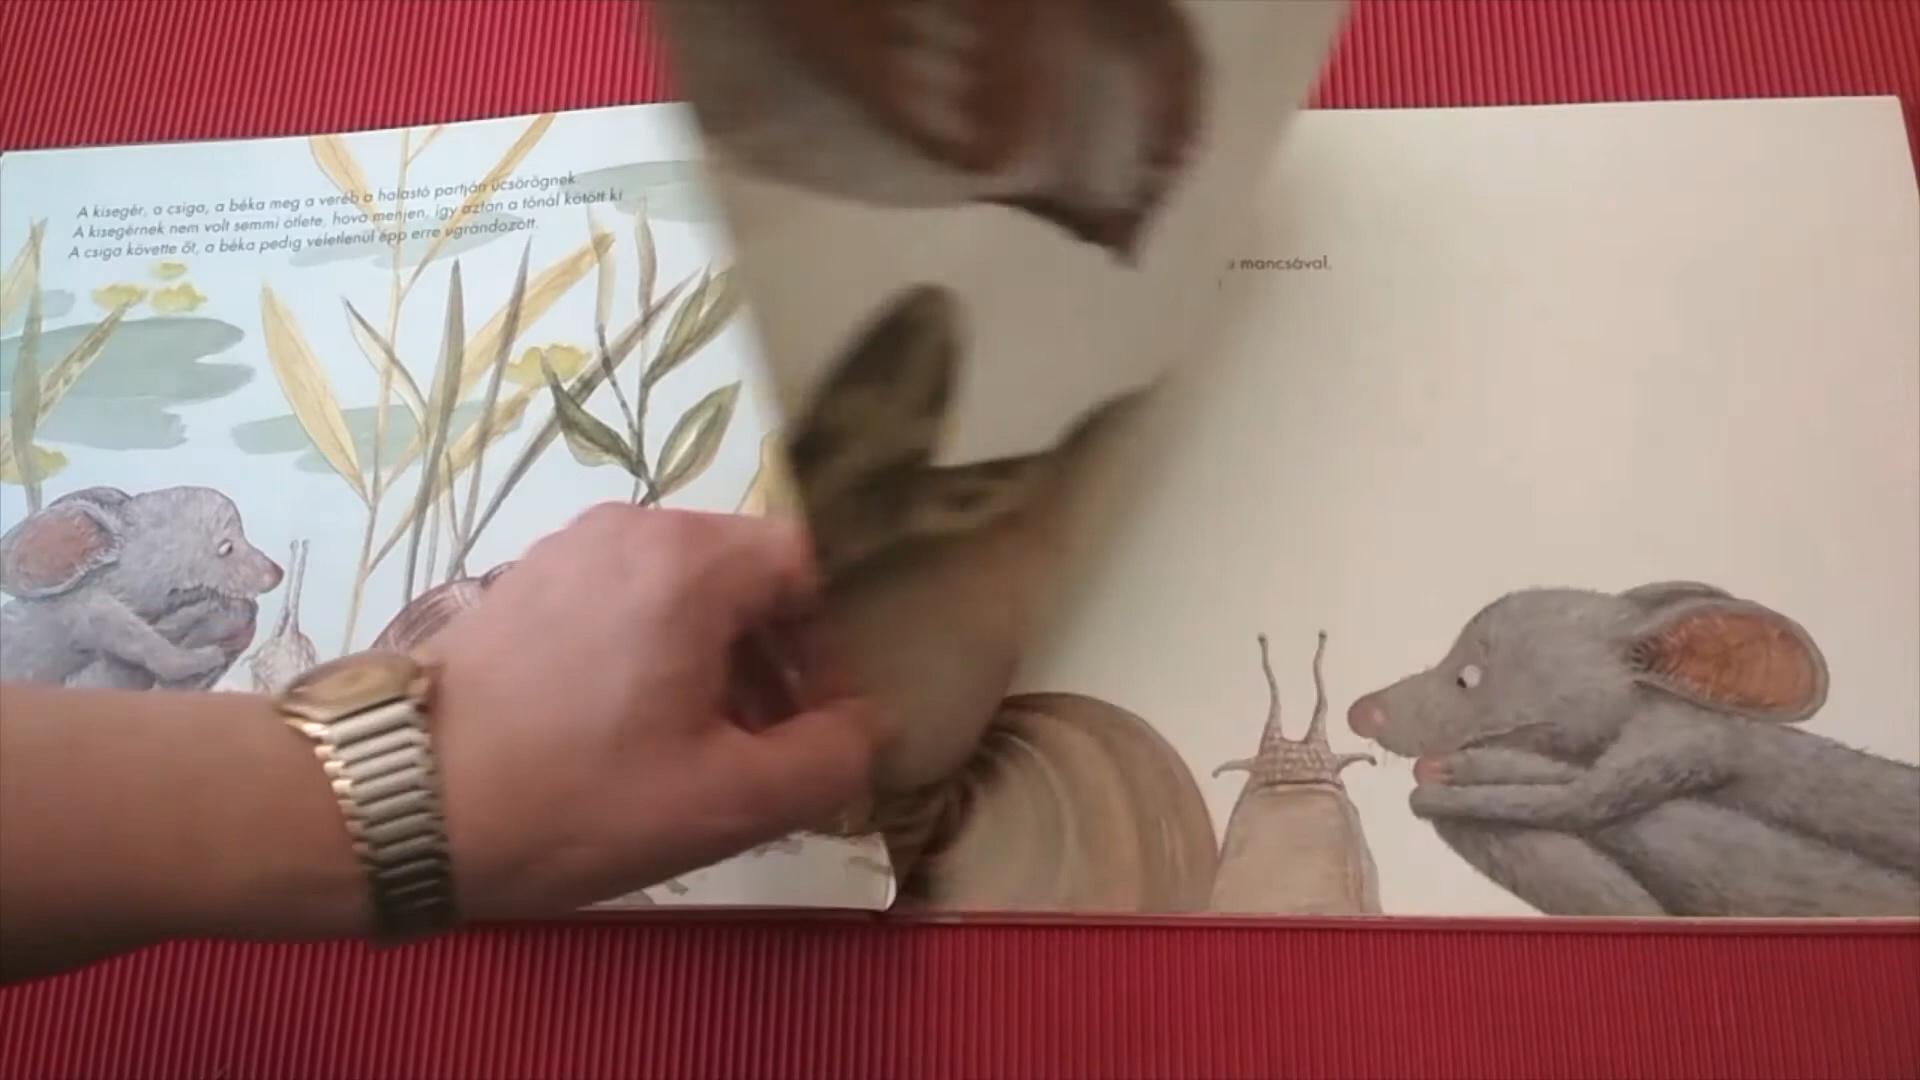 A kisegér, a csiga, a béka meg a veréb a halastó partján ücsörögnek.
A kisegérnek nem volt semmi ötlete, hova menjen, így aztán a tónál kötött ki
A csiga követte őt, a béka pedig véletlenül épp erre ugrándozott.
mancsával.